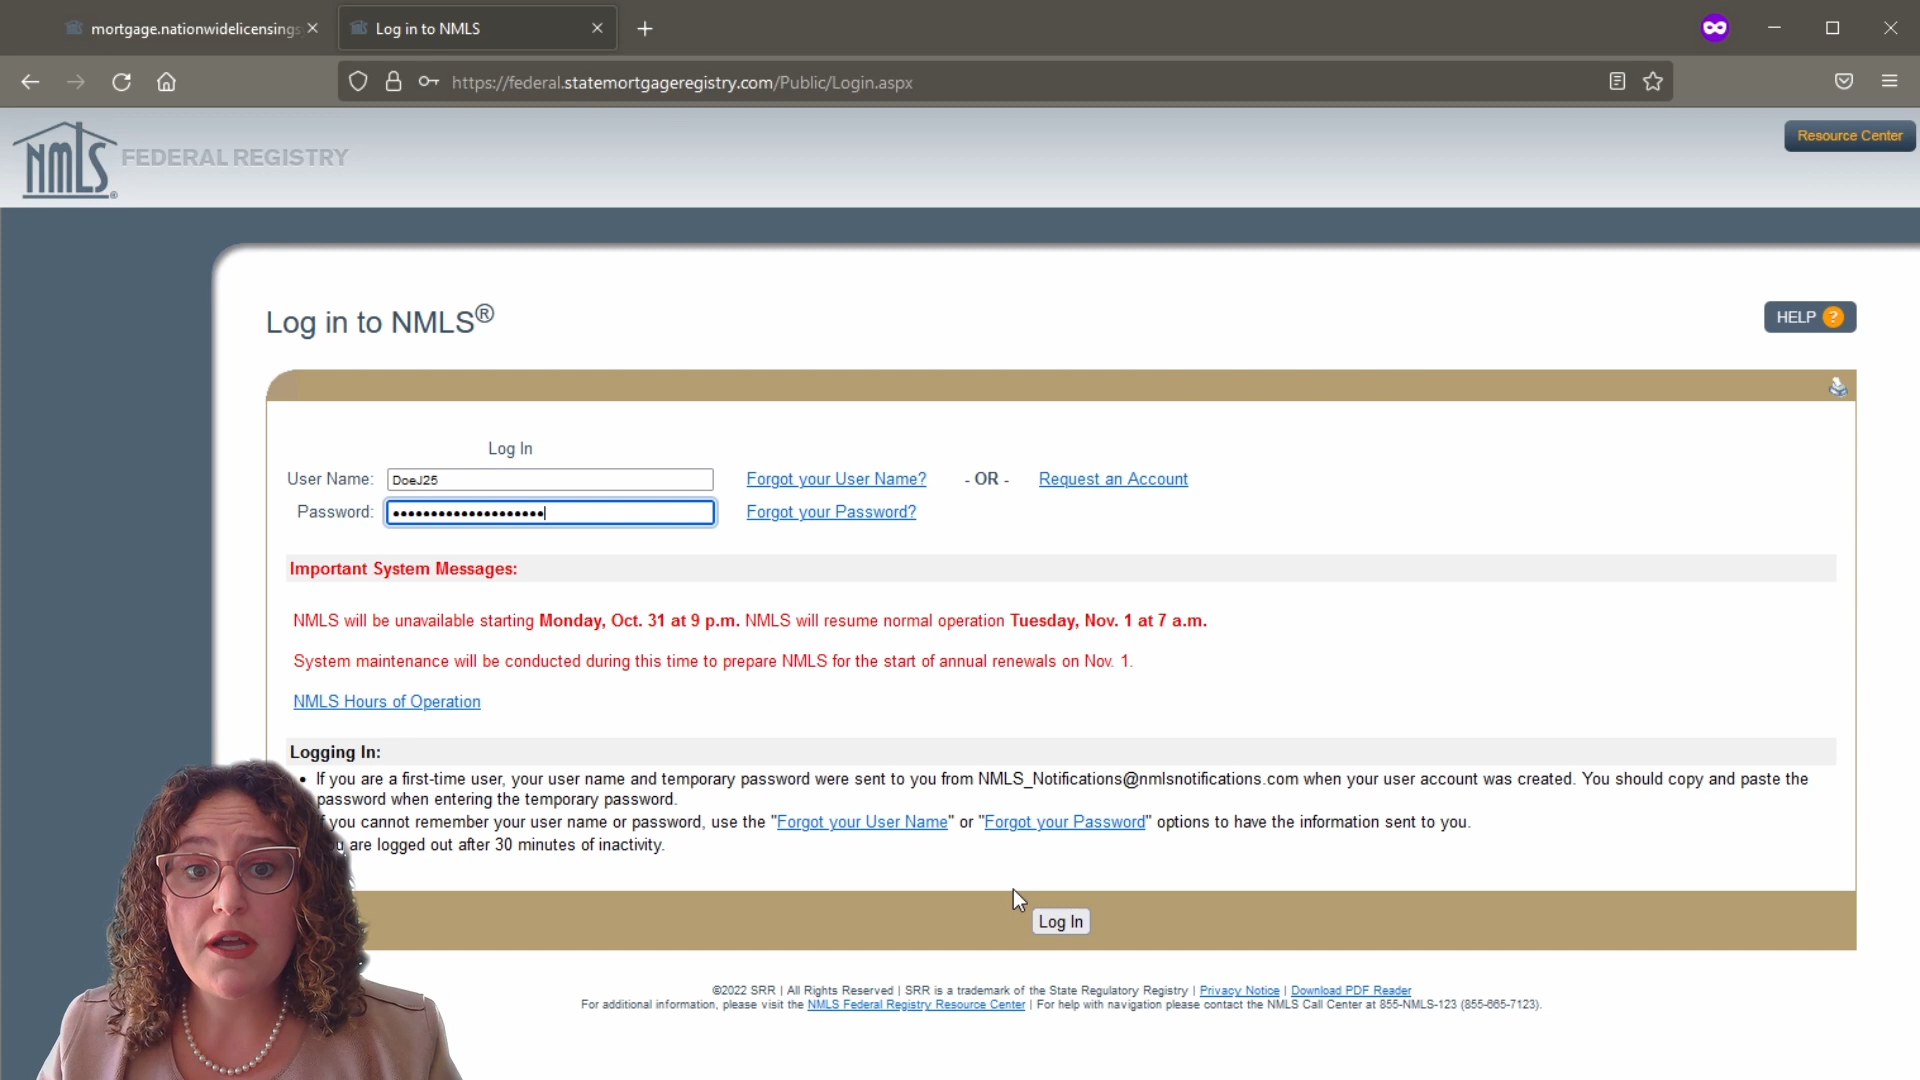 mortgage.nationwidelicensings
Log in to NMLS
https://federal.statemortgageregistry.com/Public/Login.aspx
NMLS® FEDERAL REGISTRY
Resource Center
Log in to NMLS®
HELP ?
Log In
User Name: DoeJ25 Forgot your User Name? - OR - Request an Account
Password: •••••••••••••••••••• Forgot your Password?
Important System Messages:
NMLS will be unavailable starting Monday, Oct. 31 at 9 p.m. NMLS will resume normal operation Tuesday, Nov. 1 at 7 a.m.
System maintenance will be conducted during this time to prepare NMLS for the start of annual renewals on Nov. 1.
NMLS Hours of Operation
Logging In:
• If you are a first-time user, your user name and temporary password were sent to you from NMLS_Notifications@nmlsnotifications.com when your user account was created. You should copy and paste the
password when entering the temporary password.
you cannot remember your user name or password, use the "Forgot your User Name" or "Forgot your Password" options to have the information sent to you.
are logged out after 30 minutes of inactivity.
Log In
©2022 SRR | All Rights Reserved | SRR is a trademark of the State Regulatory Registry | Privacy Notice | Download PDF Reader
For additional information, please visit the NMLS Federal Registry Resource Center | For help with navigation please contact the NMLS Call Center at 855-NMLS-123 (855-665-7123).